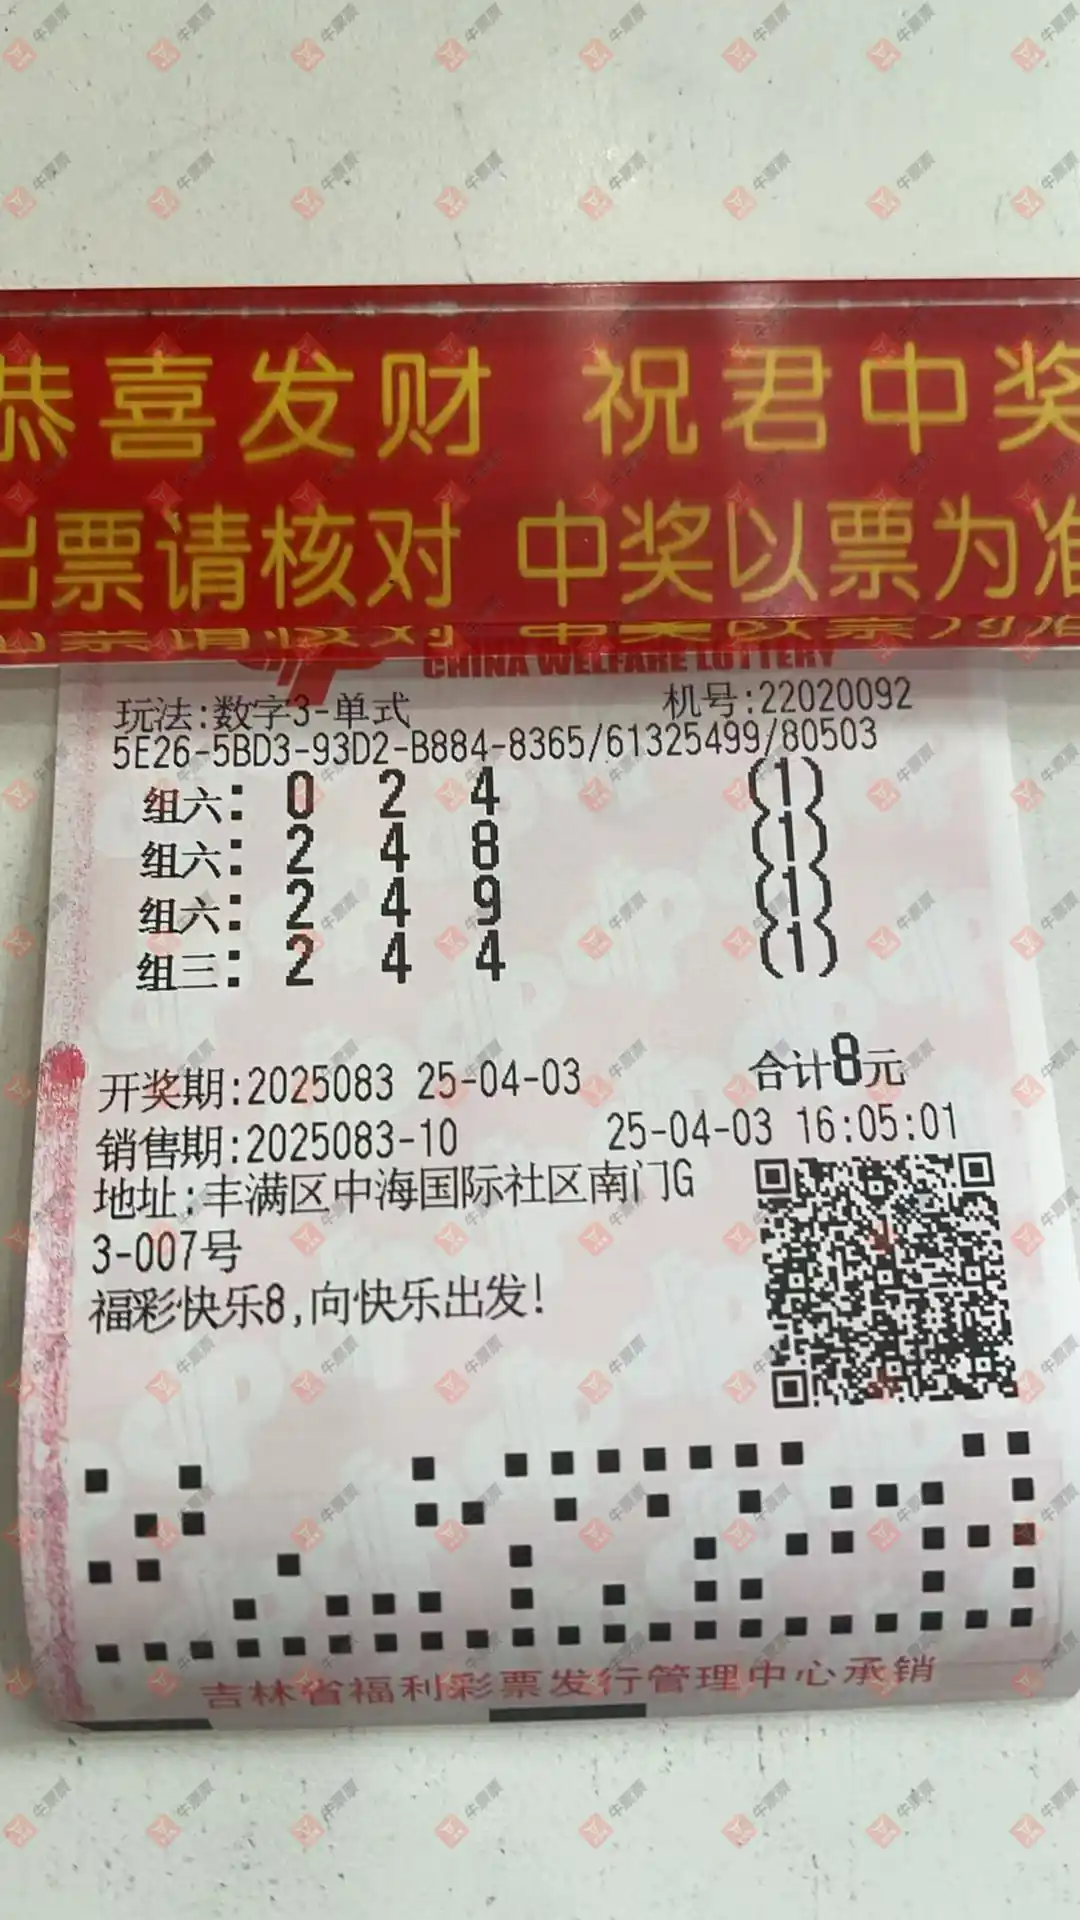 恭喜发财 祝君中奖
出票请核对 中奖以票为准
CHINA WELFARE LOTTERY
玩法:数字3-单式 机号:22020092
5E26-5BD3-93D2-B884-8365/61325499/80503
组六: 0 2 4 (1)
组六: 2 4 8 (1)
组六: 2 4 9 (1)
组三: 2 4 4 (1)
开奖期:2025083 25-04-03 合计8元
销售期:2025083-10 25-04-03 16:05:01
地址:丰满区中海国际社区南门G
3-007号
福彩快乐8,向快乐出发!
吉林省福利彩票发行管理中心承销
牛票票